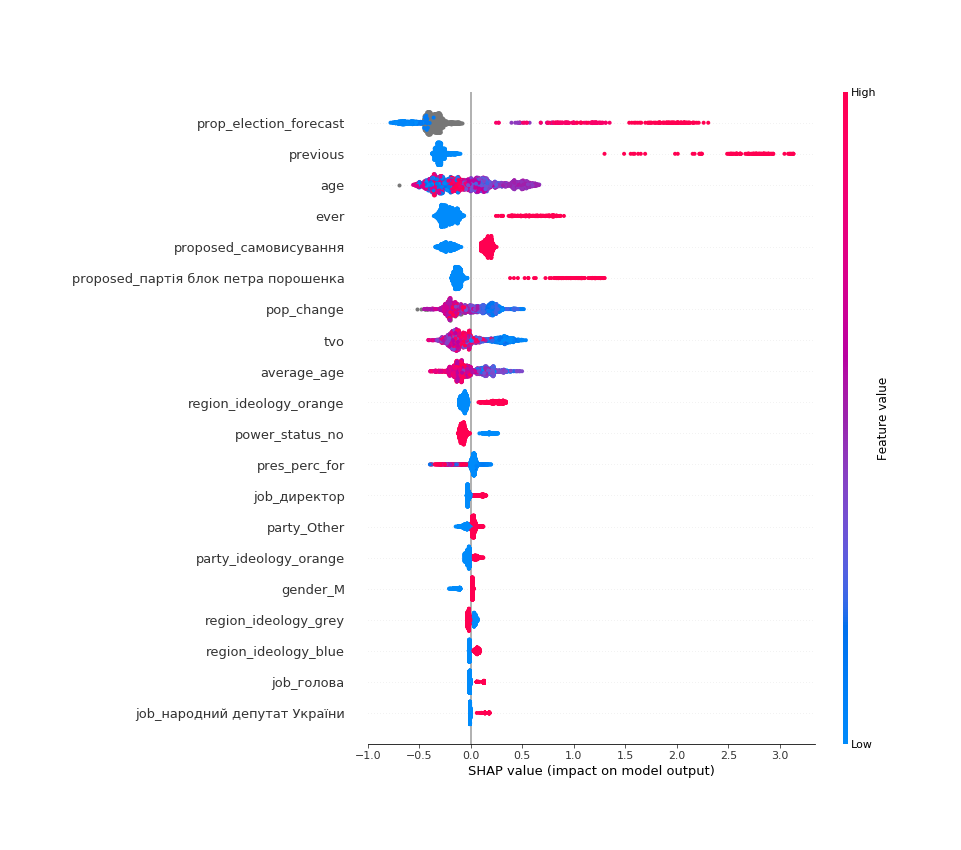 High
prop_election_forecast
previous
age
ever
proposed_самовисування
proposed_партія блок петра порошенка
pop_change
tvo
average_age
region_ideology_orange
power_status_no
pres_perc_for
job_директор
party_Other
party_ideology_orange
gender_M
region_ideology_grey
region_ideology_blue
job_голова
job_народний депутат України
Feature value
Low
−1.0 −0.5 0.0 0.5 1.0 1.5 2.0 2.5 3.0
SHAP value (impact on model output)